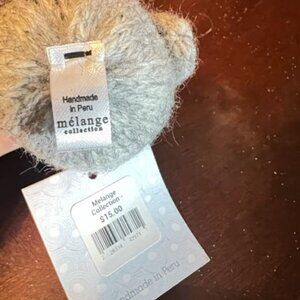 Handmade
in Peru
mélange
collection
Melange
Collection -
$15.00
Handmade in Peru